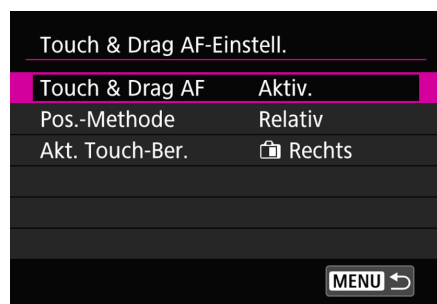 Touch & Drag AF-Einstell.
Touch & Drag AF Aktiv.
Pos.-Methode Relativ
Akt. Touch-Ber. Rechts
MENU